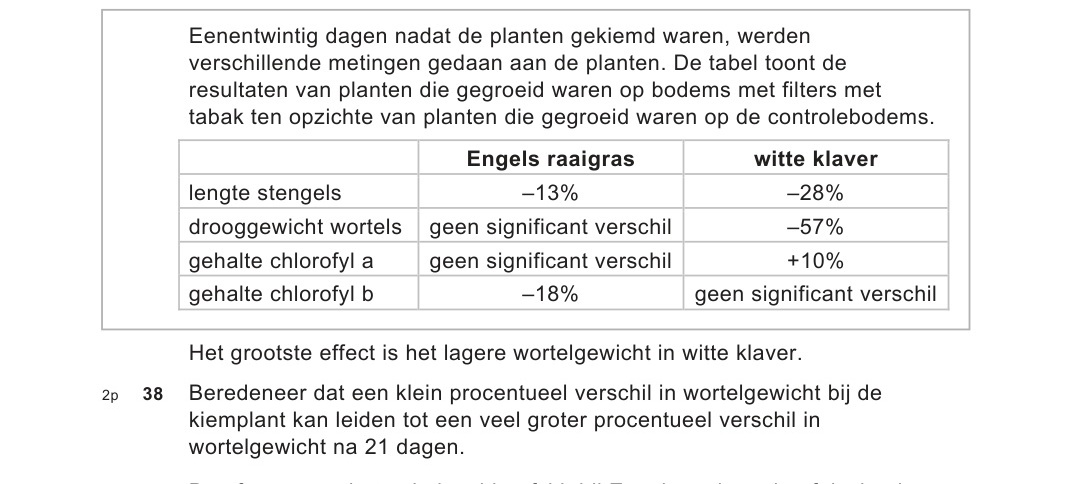 Eenentwintig dagen nadat de planten gekiemd waren, werden
verschillende metingen gedaan aan de planten. De tabel toont de
resultaten van planten die gegroeid waren op bodems met filters met
tabak ten opzichte van planten die gegroeid waren op de controlebodems.
Engels raaigras witte klaver
lengte stengels –13% –28%
drooggewicht wortels geen significant verschil –57%
gehalte chlorofyl a geen significant verschil +10%
gehalte chlorofyl b –18% geen significant verschil
Het grootste effect is het lagere wortelgewicht in witte klaver.
2p 38 Beredeneer dat een klein procentueel verschil in wortelgewicht bij de
kiemplant kan leiden tot een veel groter procentueel verschil in
wortelgewicht na 21 dagen.